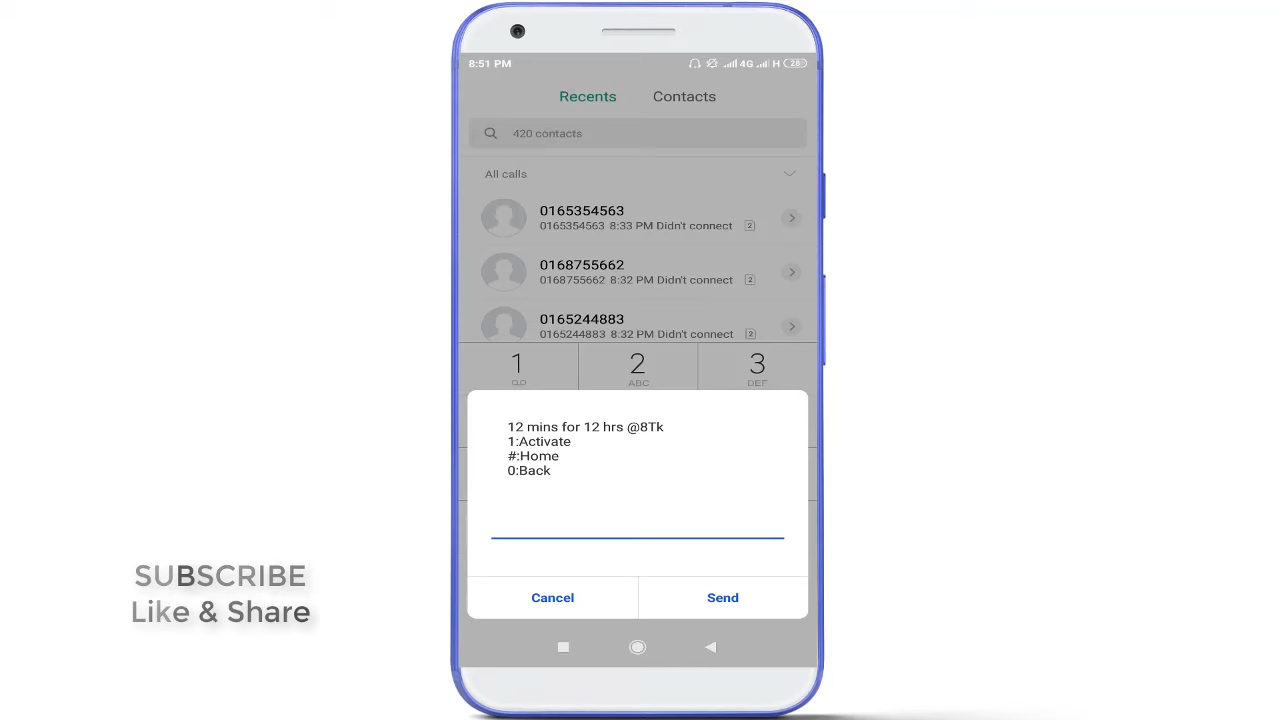 8:51 PM
4G
H
28
Recents
Contacts
420 contacts
All calls
0165354563
0165354563 8:33 PM Didn't connect 2
0168755662
0168755662 8:32 PM Didn't connect 2
0165244883
0165244883 8:32 PM Didn't connect 2
1
2
ABC
3
DEF
12 mins for 12 hrs @8Tk
1:Activate
#:Home
0:Back
Cancel
Send
SUBSCRIBE
Like & Share